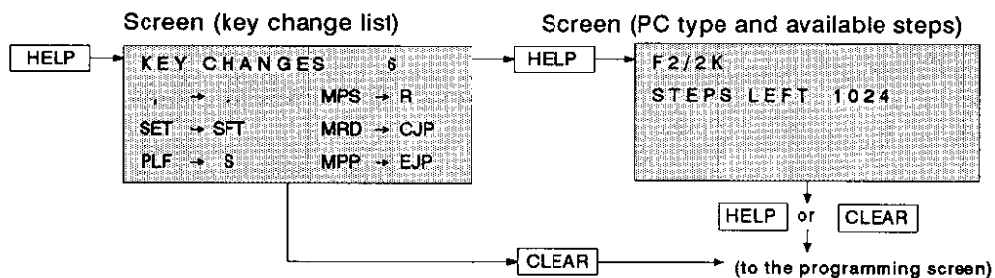 Screen (key change list)
Screen (PC type and available steps)
HELP
KEY CHANGES 6
, → .
MPS → R
SET → SFT
MRD → CJP
PLF → S
MPP → EJP
HELP
F2/2K
STEPS LEFT 1024
HELP or CLEAR
CLEAR
(to the programming screen)